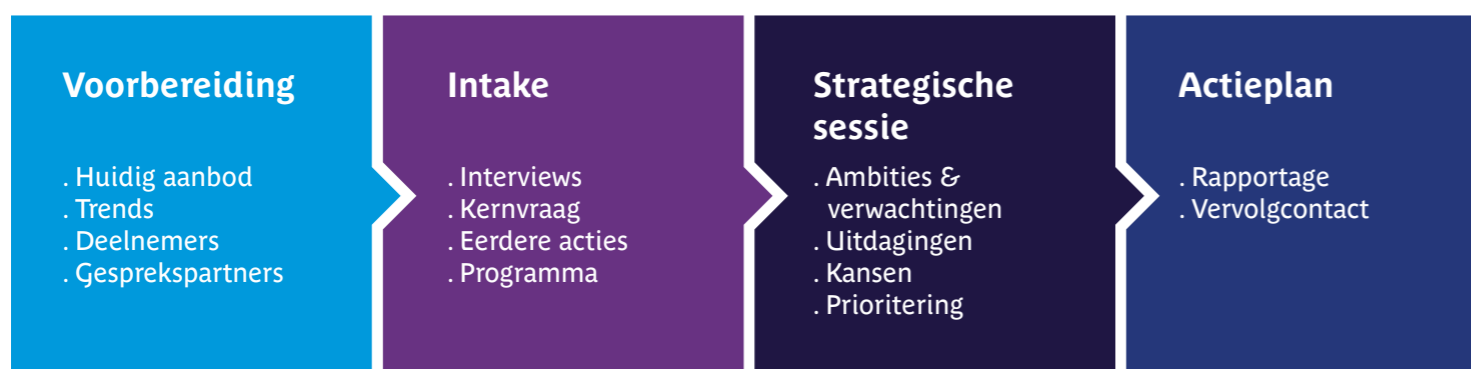 Voorbereiding
. Huidig aanbod
. Trends
. Deelnemers
. Gesprekspartners
Intake
. Interviews
. Kernvraag
. Eerdere acties
. Programma
Strategische
sessie
. Ambities &
verwachtingen
. Uitdagingen
. Kansen
. Prioritering
Actieplan
. Rapportage
. Vervolgcontact